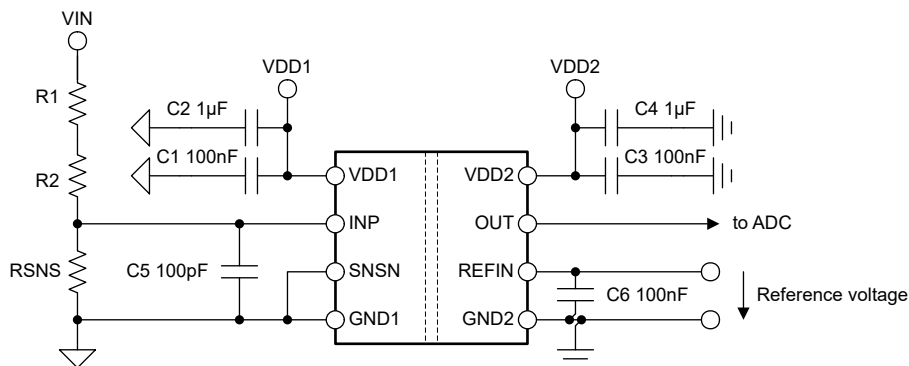 VIN
VDD1
VDD2
R1
C2 1µF
C4 1µF
C1 100nF
C3 100nF
R2
VDD1
VDD2
INP
OUT
to ADC
RSNS
C5 100pF
SNSN
REFIN
C6 100nF
Reference voltage
GND1
GND2